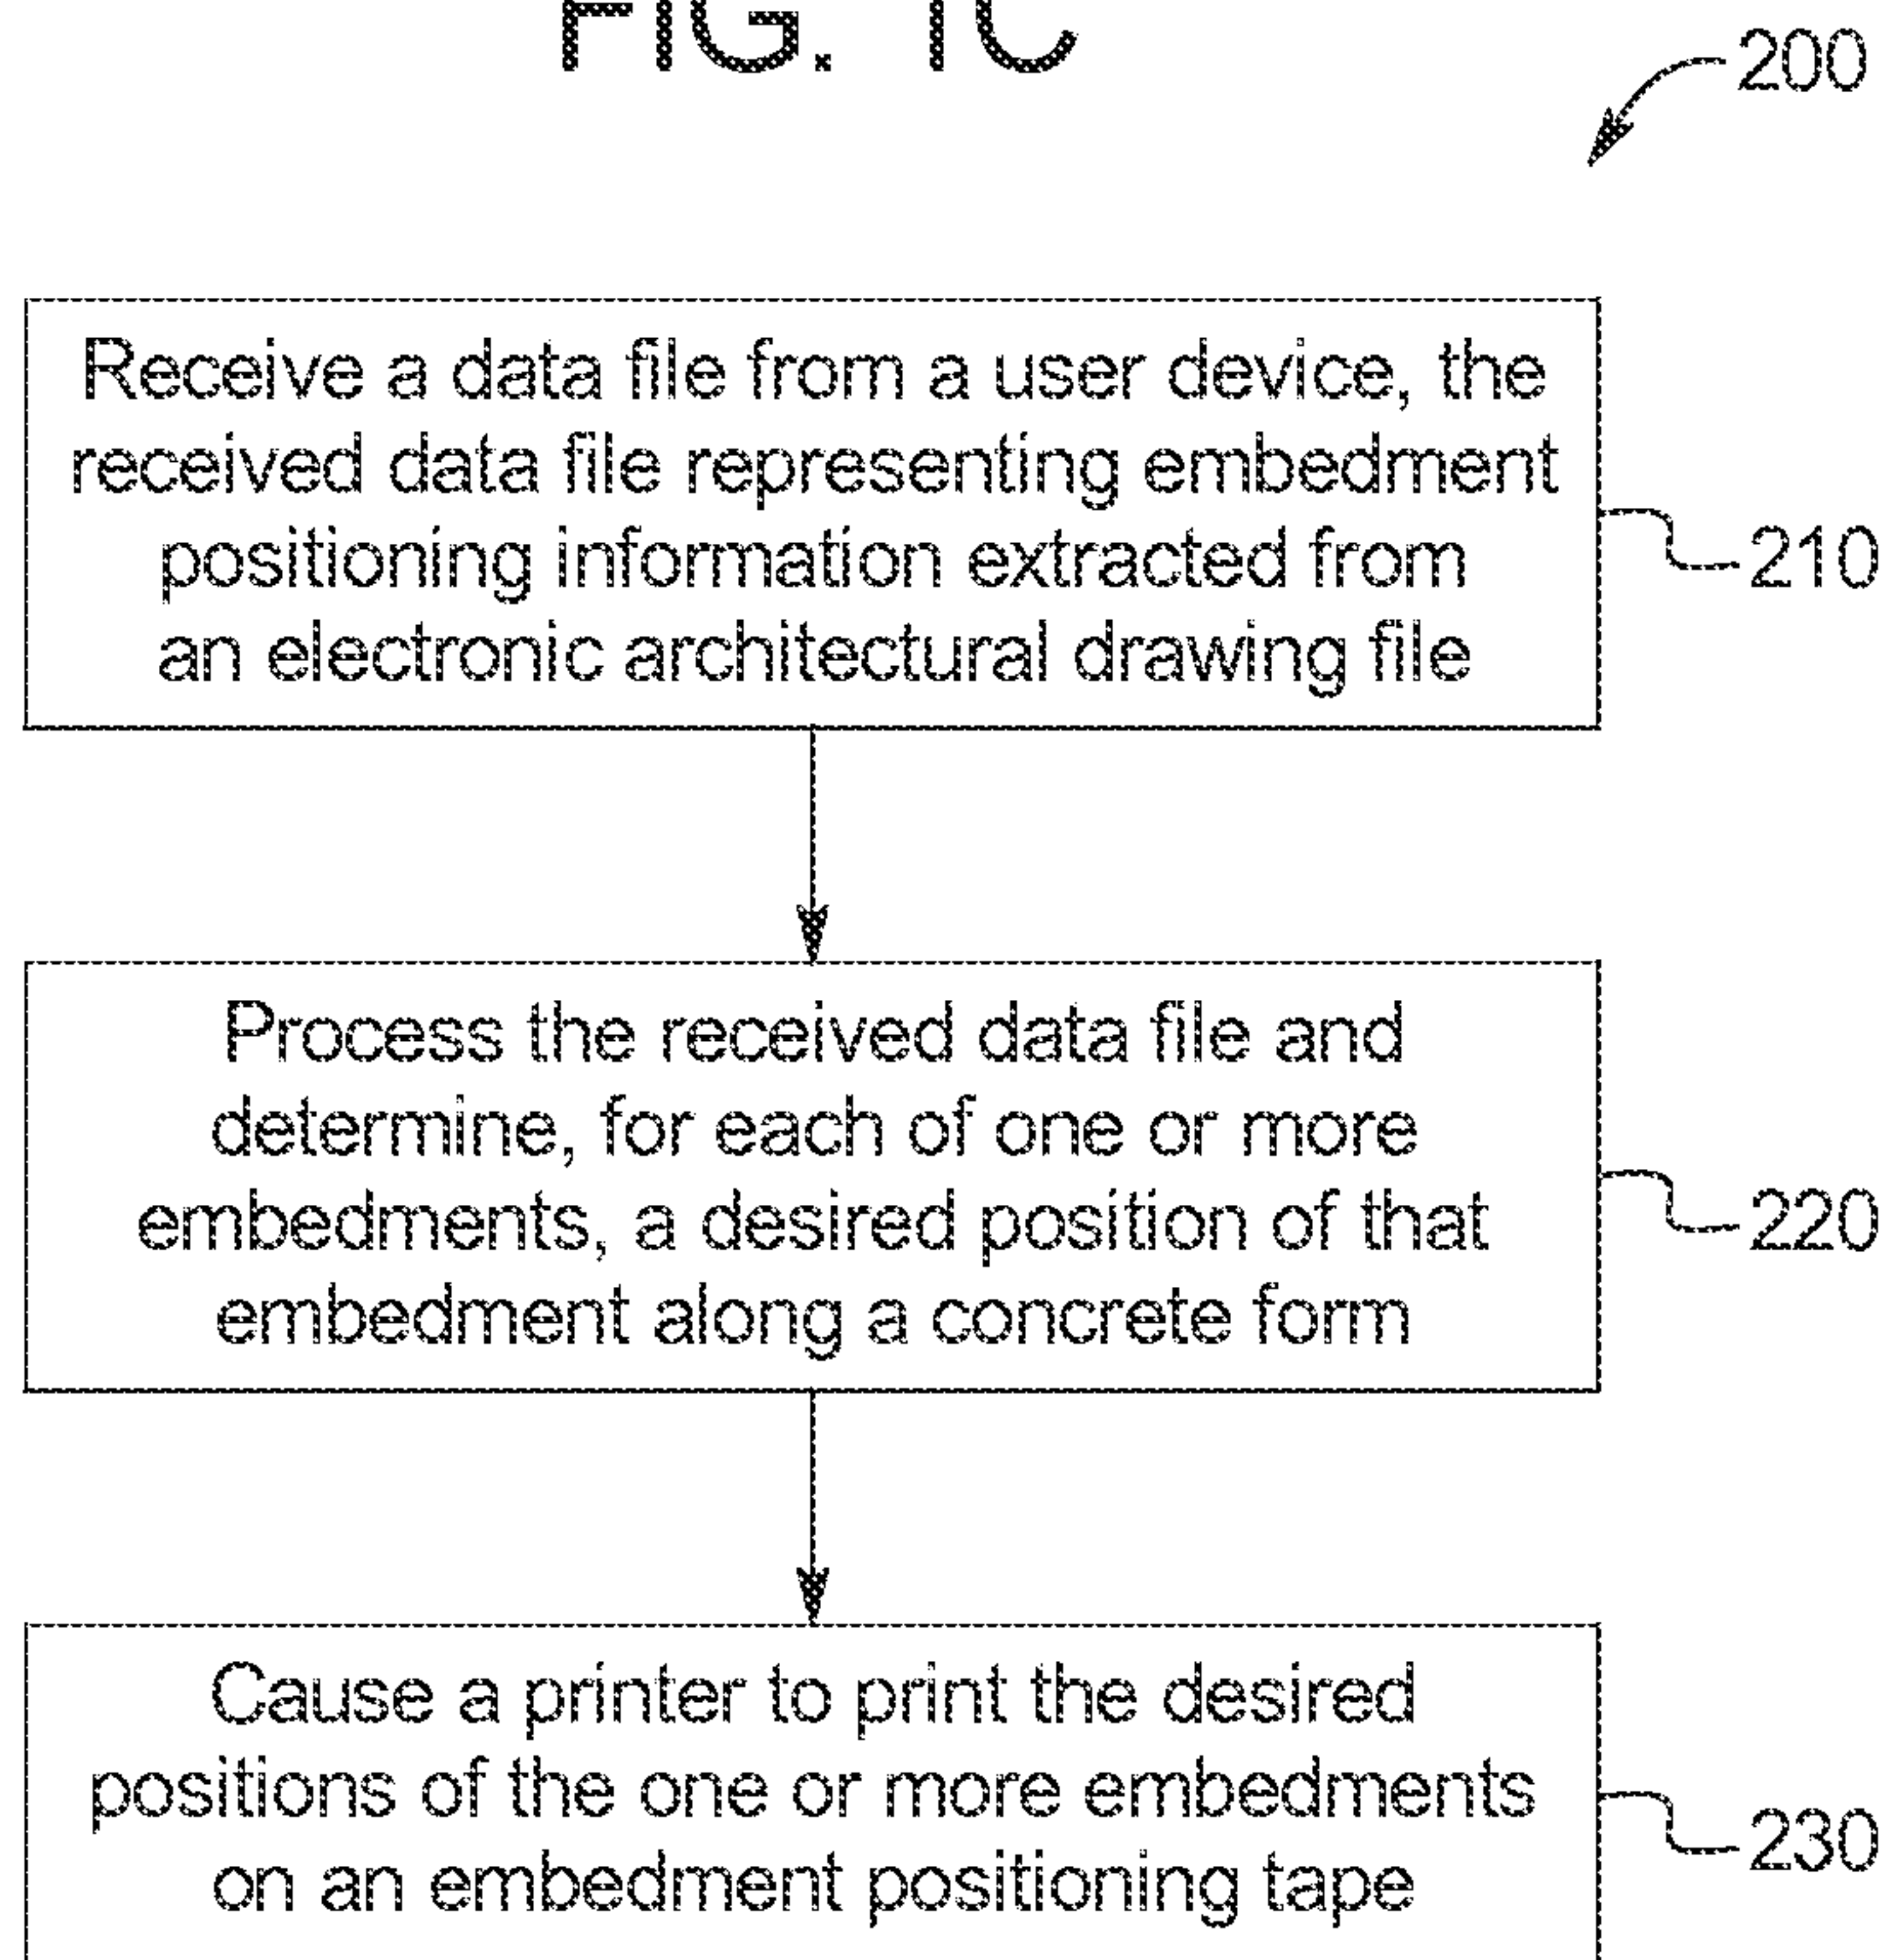 FIG. 1C
200
Receive a data file from a user device, the
received data file representing embedment
positioning information extracted from
an electronic architectural drawing file
210
Process the received data file and
determine, for each of one or more
embedments, a desired position of that
embedment along a concrete form
220
Cause a printer to print the desired
positions of the one or more embedments
on an embedment positioning tape
230